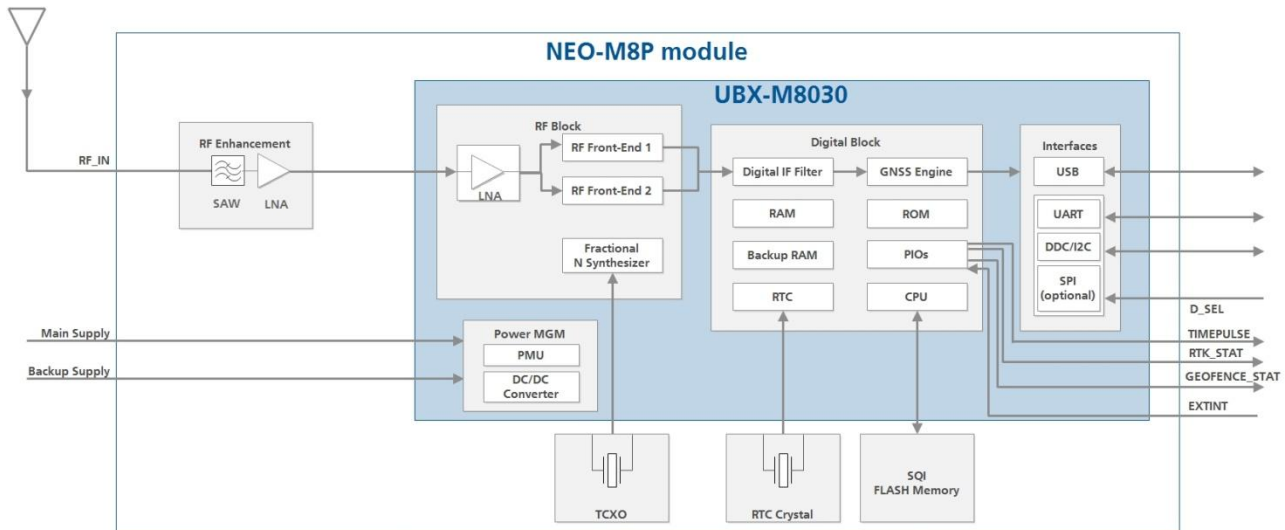 NEO-M8P module
UBX-M8030
RF Enhancement
RF_IN
SAW
LNA
RF Block
LNA
RF Front-End 1
RF Front-End 2
Fractional
N Synthesizer
Digital Block
Digital IF Filter
GNSS Engine
RAM
ROM
Backup RAM
PIOs
RTC
CPU
Interfaces
USB
UART
DDC/I2C
SPI
(optional)
D_SEL
TIMEPULSE
RTK_STAT
GEOFENCE_STAT
EXTINT
Main Supply
Backup Supply
Power MGM
PMU
DC/DC
Converter
TCXO
RTC Crystal
SQI
FLASH Memory